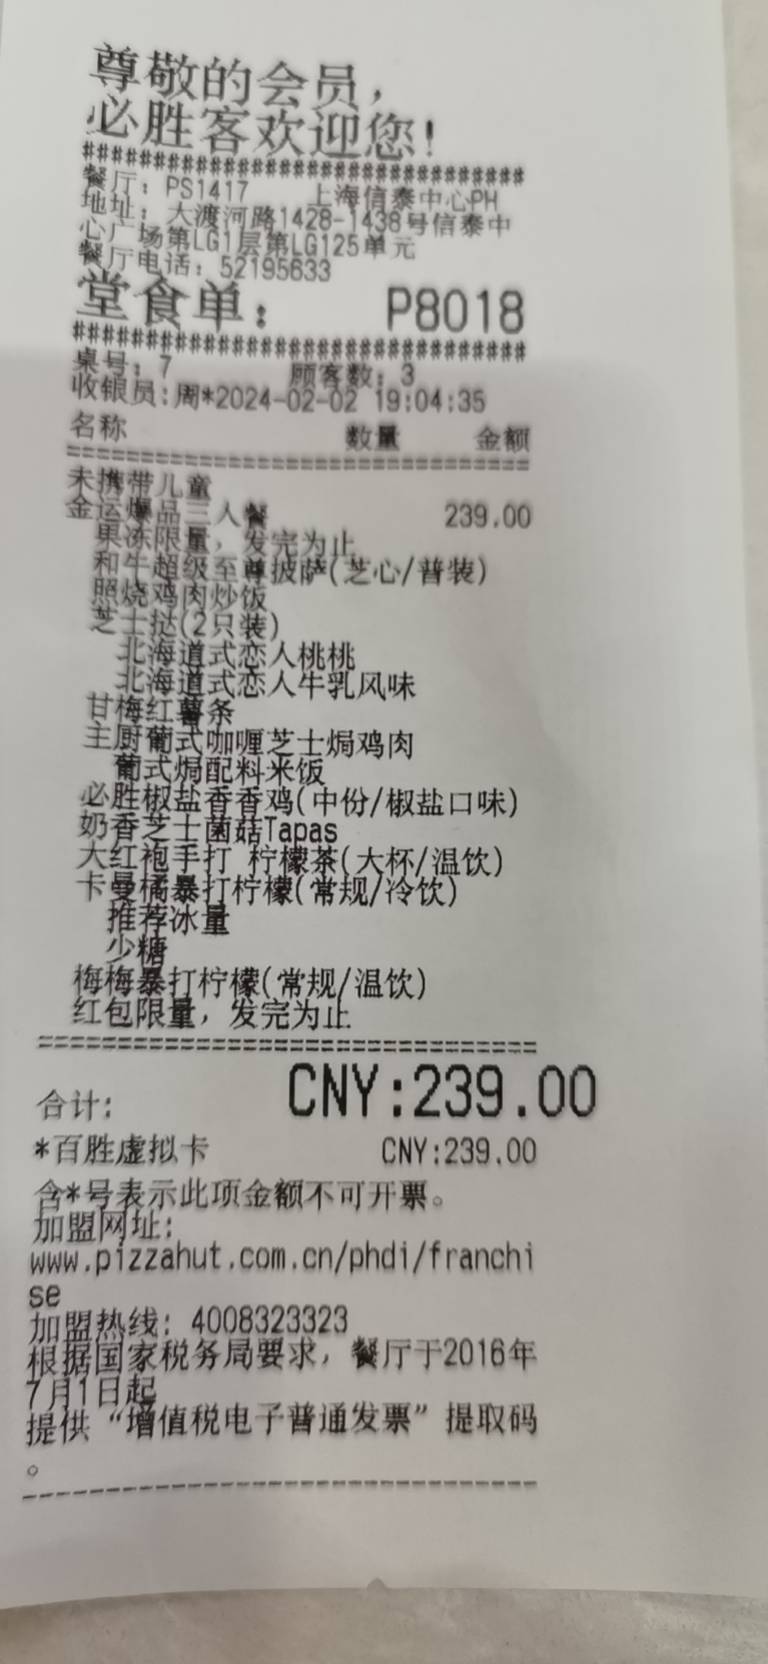 尊敬的会员，
必胜客欢迎您!
######################################
餐厅: PS1417 上海信泰中心PH
地址: 大渡河路1428-1438号信泰中
心广场第LG1层第LG125单元
餐厅电话: 52195633
堂食单: P8018
######################################
桌号: 7 顾客数: 3
收银员:周*2024-02-02 19:04:35
名称 数量 金额
================================
未携带儿童
金运爆品三人餐 239.00
果冻限量，发完为止
和牛超级至尊披萨(芝心/普装)
照烧鸡肉炒饭
芝士挞(2只装)
北海道式恋人桃桃
北海道式恋人牛乳风味
甘梅红薯条
主厨葡式咖喱芝士焗鸡肉
葡式焗配料米饭
必胜椒盐香香鸡(中份/椒盐口味)
奶香芝士菌菇Tapas
大红袍手打 柠檬茶(大杯/温饮)
卡曼橘暴打柠檬(常规/冷饮)
推荐冰量
少糖
梅梅暴打柠檬(常规/温饮)
红包限量，发完为止
================================
合计: CNY:239.00
*百胜虚拟卡 CNY:239.00
含*号表示此项金额不可开票。
加盟网址:
www.pizzahut.com.cn/phdi/franchi
se
加盟热线: 4008323323
根据国家税务局要求，餐厅于2016年
7月1日起
提供“增值税电子普通发票”提取码
。
--------------------------------